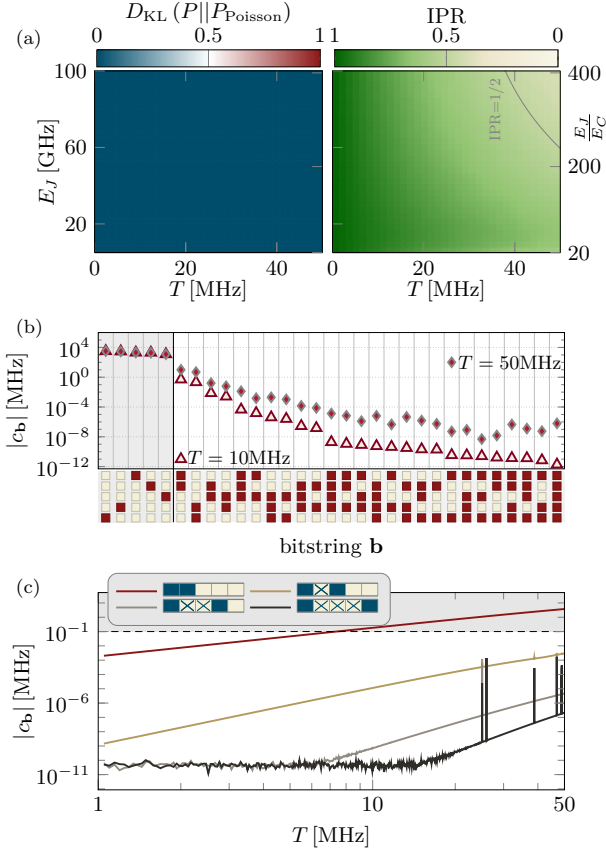 D_KL (P||P_Poisson) IPR
(a) 0 0.5 1 1 0.5 0
100 60 20
E_J [GHz]
IPR=1/2
400 200 20
E_J/E_C
0 20 40 0 20 40
T [MHz] T [MHz]
(b)
10^4 10^0 10^−4 10^−8 10^−12
|c_b| [MHz]
T = 50MHz
T = 10MHz
bitstring b
(c)
10^−1 10^−6 10^−11
|c_b| [MHz]
1 10 50
T [MHz]